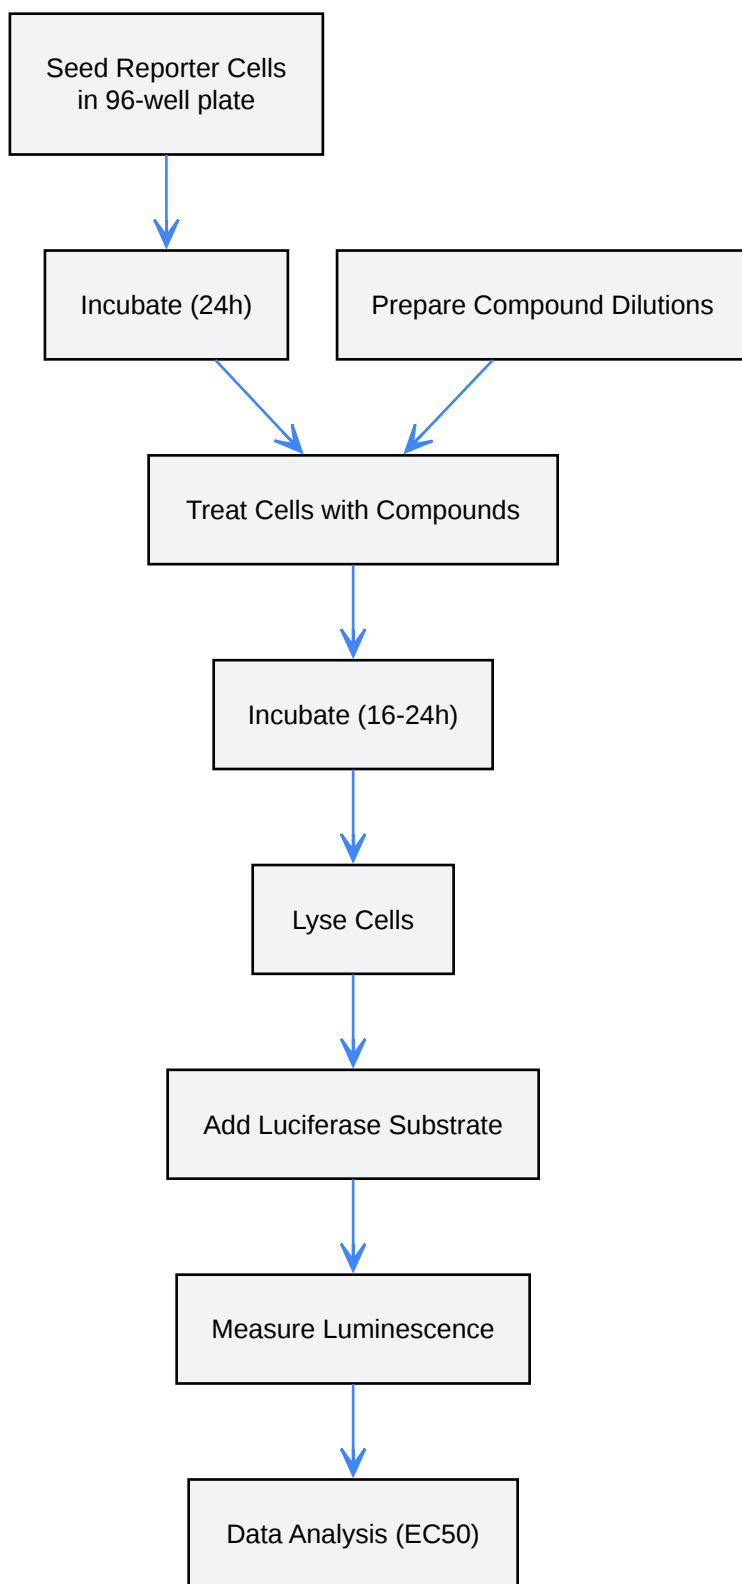 Seed Reporter Cells
in 96-well plate
Incubate (24h)
Prepare Compound Dilutions
Treat Cells with Compounds
Incubate (16-24h)
Lyse Cells
Add Luciferase Substrate
Measure Luminescence
Data Analysis (EC50)